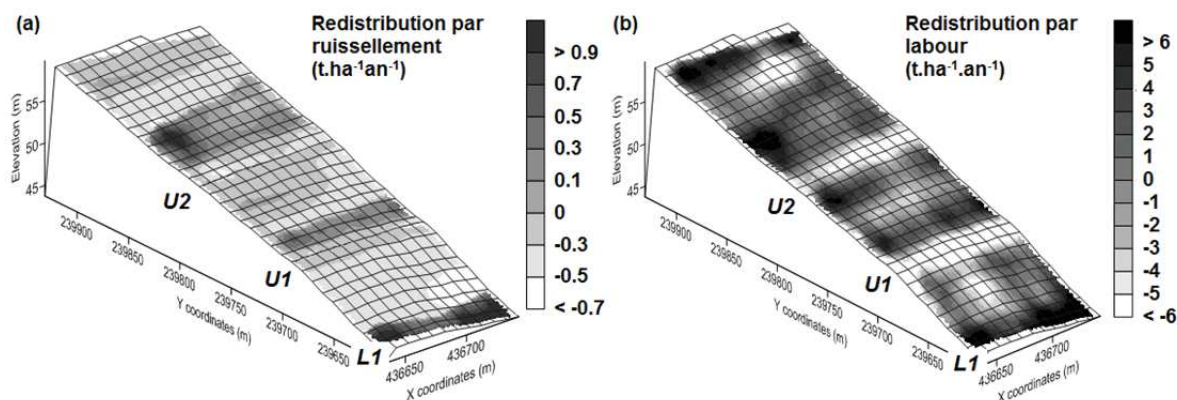 (a)
Redistribution par
ruissellement
(t.ha⁻¹an⁻¹)
> 0.9
0.7
0.5
0.3
0.1
0
-0.3
-0.5
< -0.7
Elevation (m)
55
50
45
U2
U1
L1
239900
239850
239800
239750
239700
239650
Y coordinates (m)
436650
436700
X coordinates (m)
(b)
Redistribution par
labour
(t.ha⁻¹.an⁻¹)
> 6
5
4
3
2
1
0
-1
-2
-3
-4
-5
< -6
Elevation (m)
55
50
45
U2
U1
L1
239900
239850
239800
239750
239700
239650
Y coordinates (m)
436650
436700
X coordinates (m)